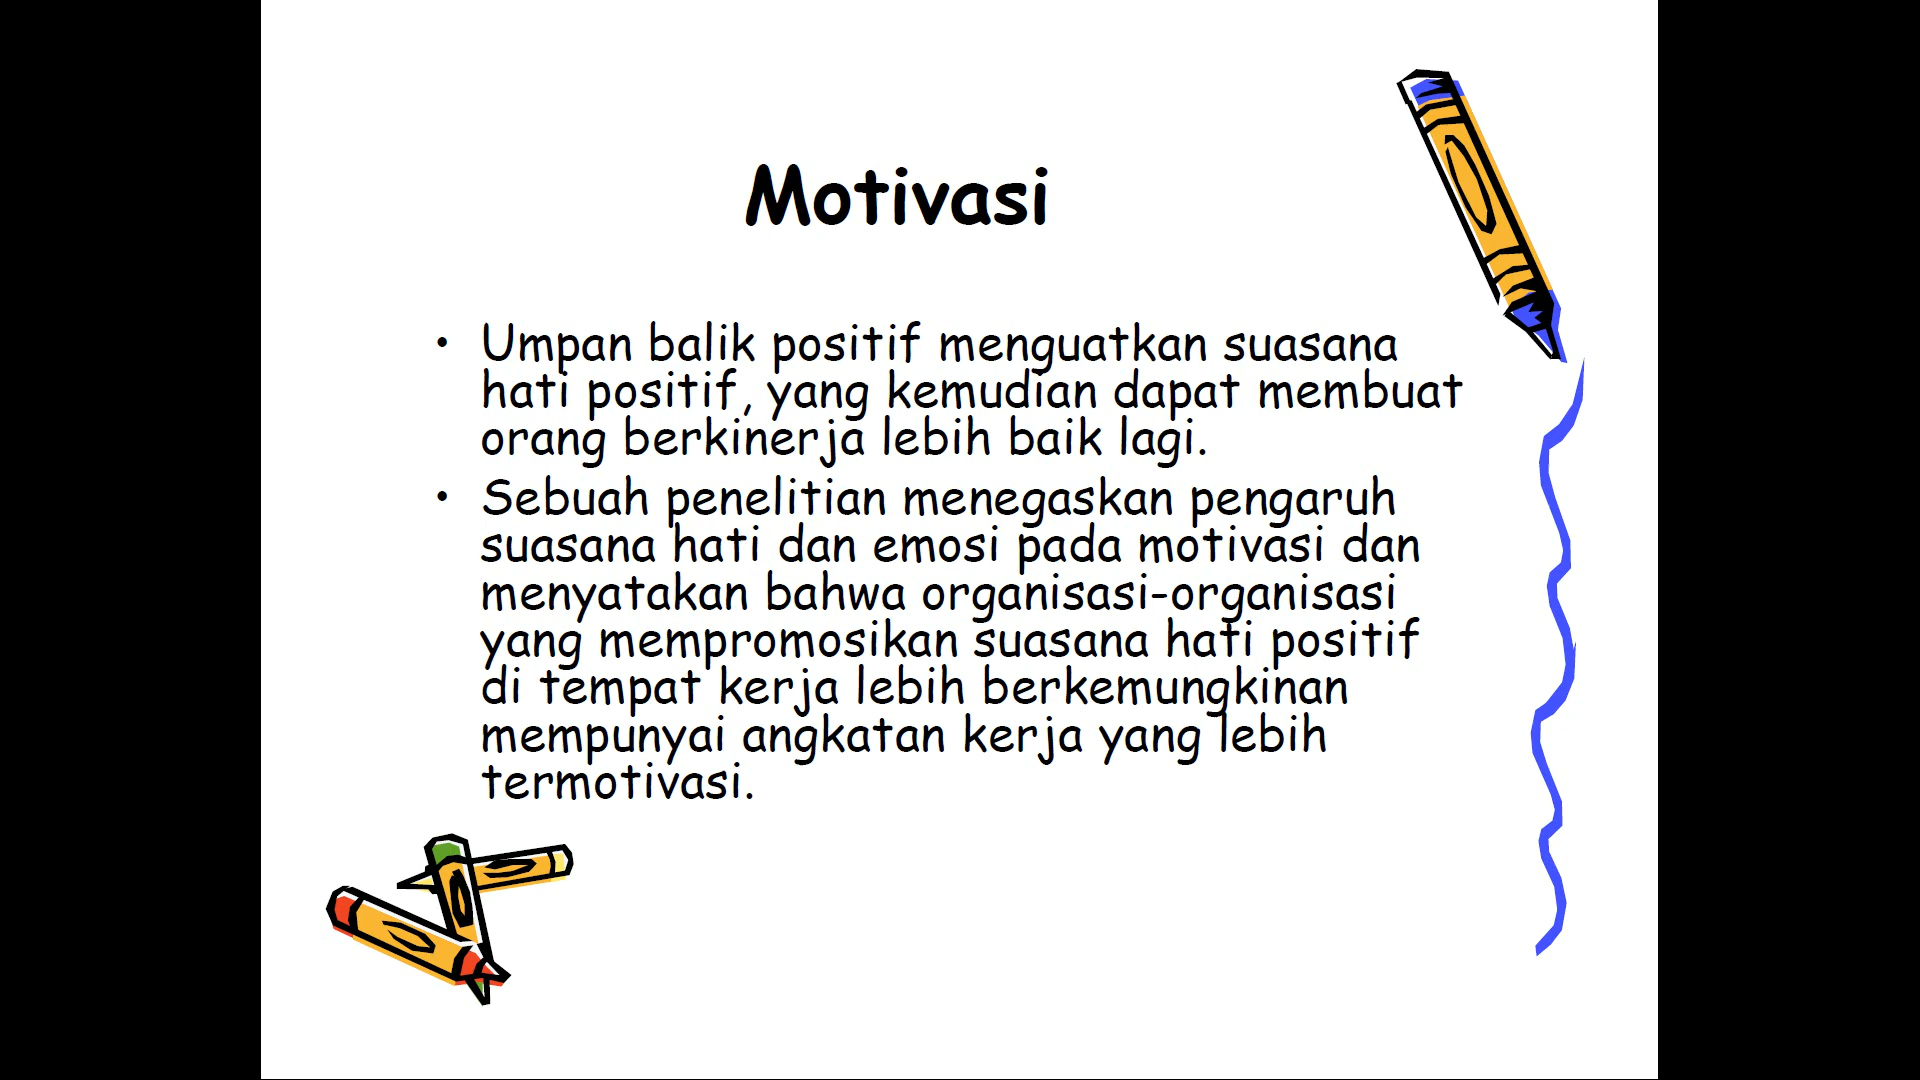 Motivasi
• Umpan balik positif menguatkan suasana
hati positif, yang kemudian dapat membuat
orang berkinerja lebih baik lagi.
• Sebuah penelitian menegaskan pengaruh
suasana hati dan emosi pada motivasi dan
menyatakan bahwa organisasi-organisasi
yang mempromosikan suasana hati positif
di tempat kerja lebih berkemungkinan
mempunyai angkatan kerja yang lebih
termotivasi.